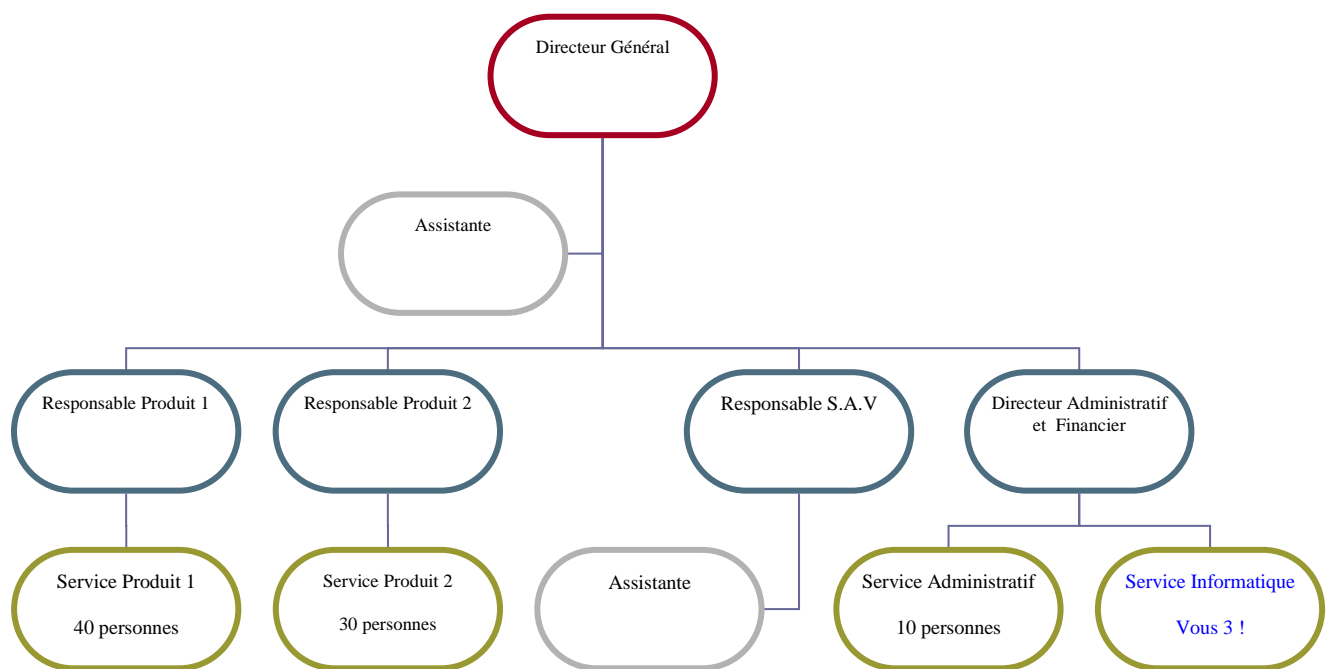 Directeur Général
Assistante
Responsable Produit 1
Responsable Produit 2
Responsable S.A.V
Directeur Administratif
et Financier
Service Produit 1
40 personnes
Service Produit 2
30 personnes
Assistante
Service Administratif
10 personnes
Service Informatique
Vous 3 !